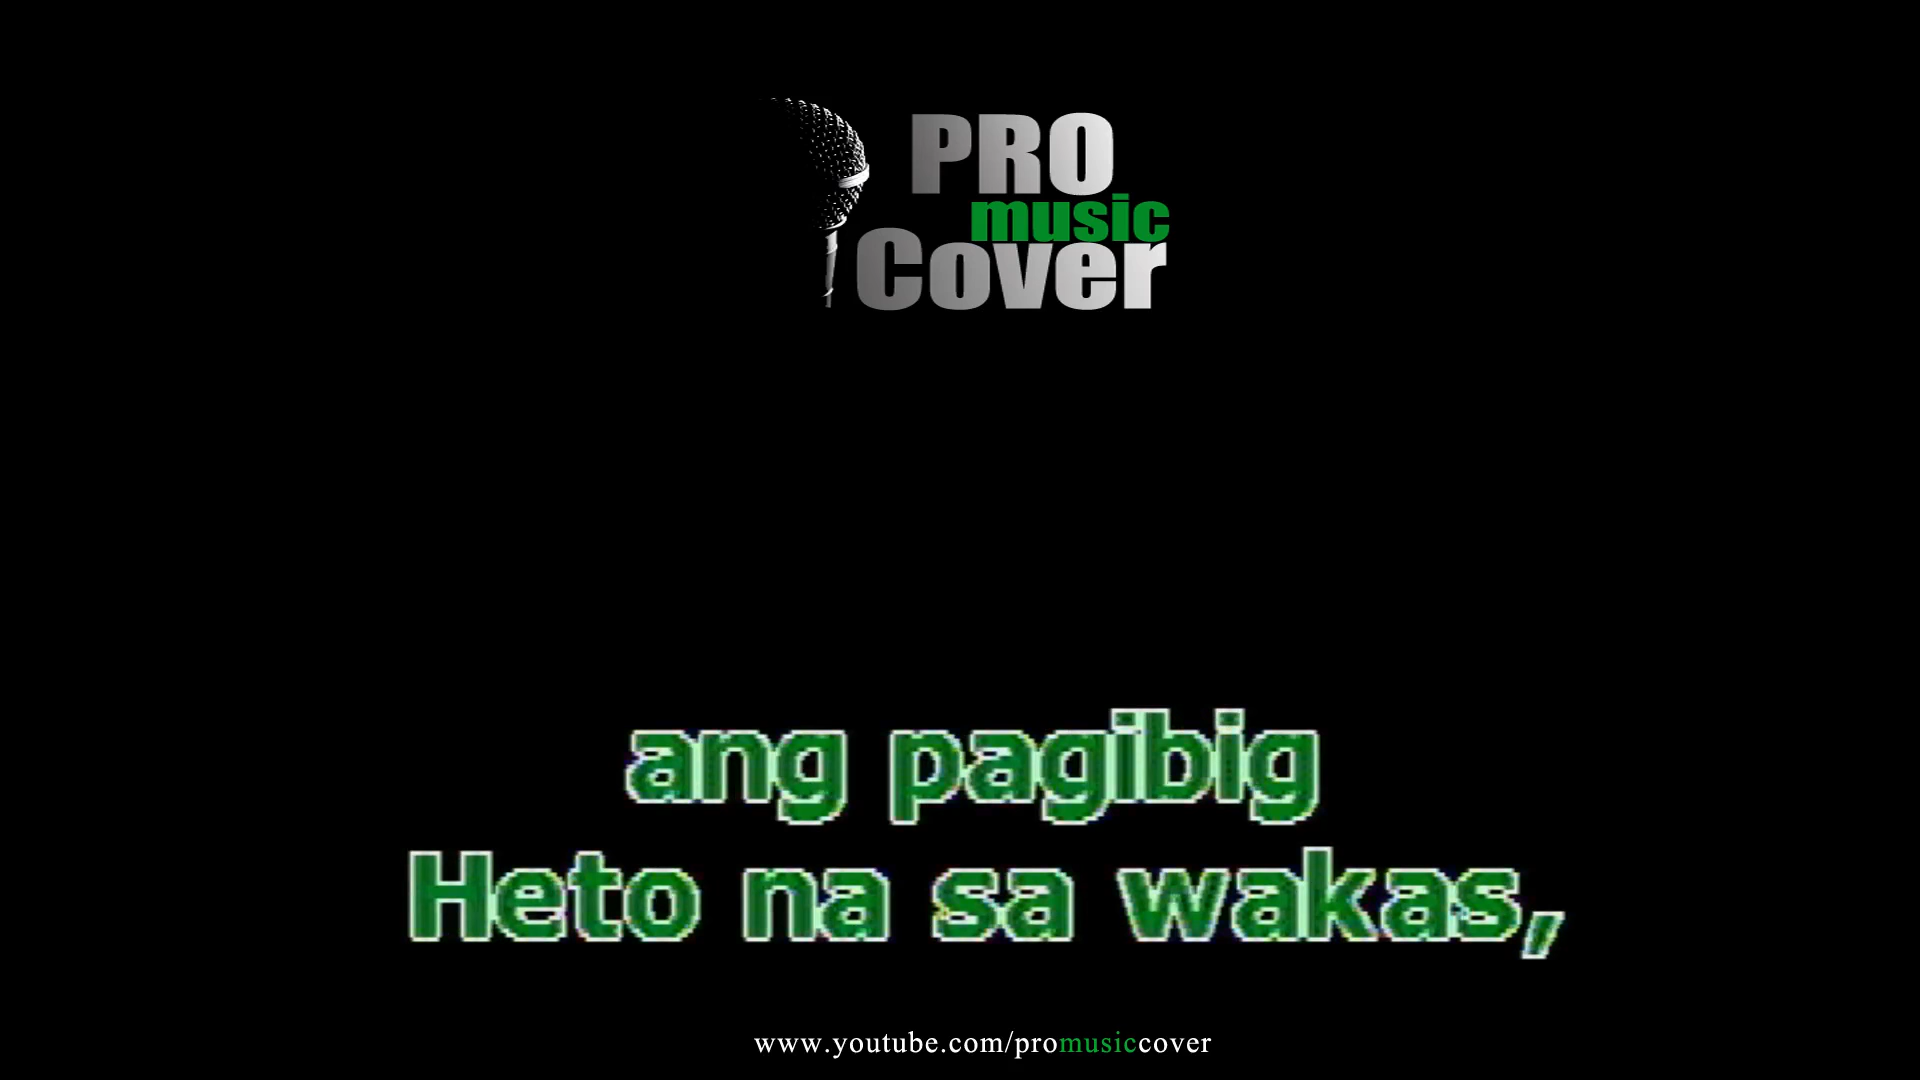 PRO
music
Cover
ang pagibig
Heto na sa wakas,
www.youtube.com/promusiccover